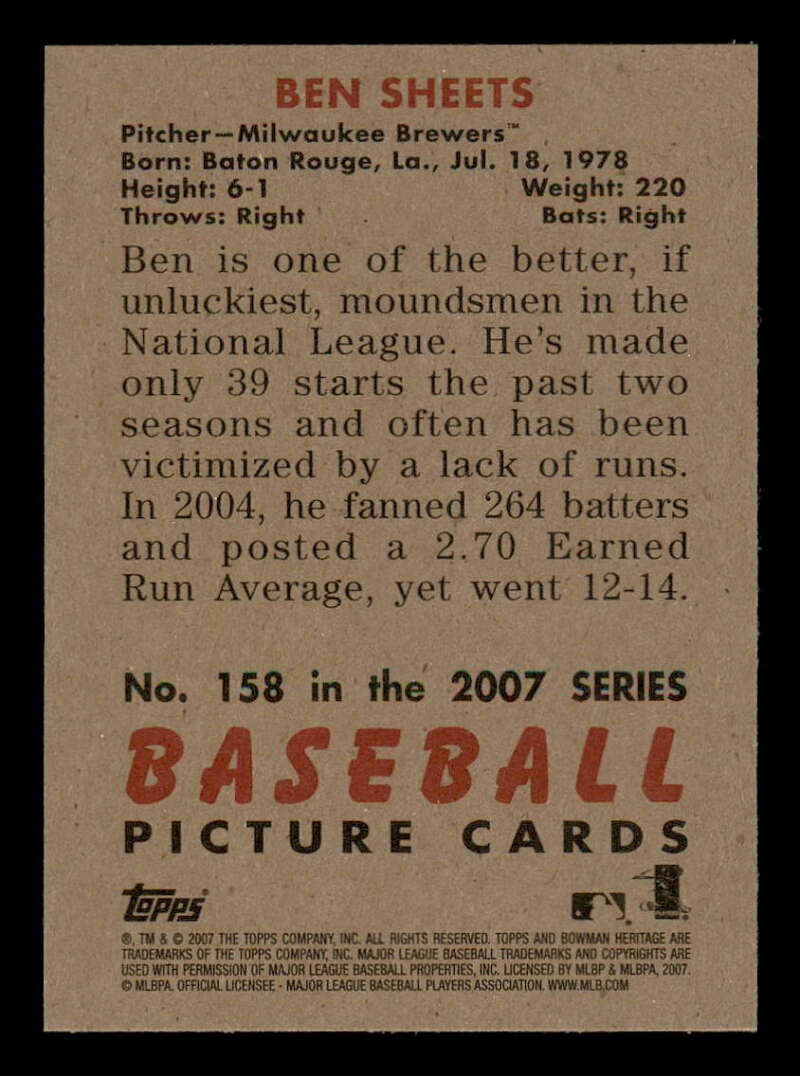 BEN SHEETS
Pitcher—Milwaukee Brewers™
Born: Baton Rouge, La., Jul. 18, 1978
Height: 6-1 Weight: 220
Throws: Right Bats: Right
Ben is one of the better, if
unluckiest, moundsmen in the
National League. He's made
only 39 starts the past two
seasons and often has been
victimized by a lack of runs.
In 2004, he fanned 264 batters
and posted a 2.70 Earned
Run Average, yet went 12-14.
No. 158 in the 2007 SERIES
BASEBALL
PICTURE CARDS
topps
®, TM & © 2007 THE TOPPS COMPANY, INC. ALL RIGHTS RESERVED. TOPPS AND BOWMAN HERITAGE ARE
TRADEMARKS OF THE TOPPS COMPANY, INC. MAJOR LEAGUE BASEBALL TRADEMARKS AND COPYRIGHTS ARE
USED WITH PERMISSION OF MAJOR LEAGUE BASEBALL PROPERTIES, INC. LICENSED BY MLBP & MLBPA, 2007.
© MLBPA. OFFICIAL LICENSEE - MAJOR LEAGUE BASEBALL PLAYERS ASSOCIATION. WWW.MLB.COM